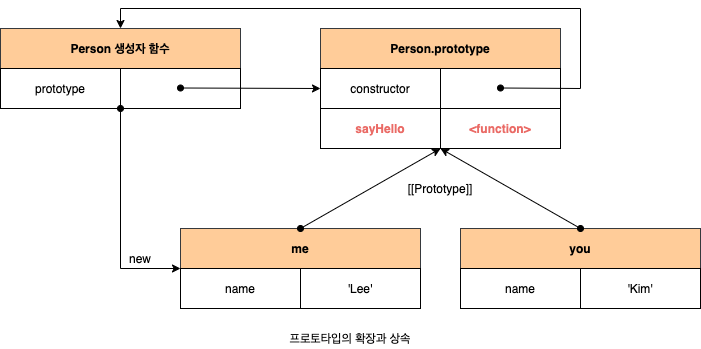 Person 생성자 함수
prototype
Person.prototype
constructor
sayHello
<function>
[[Prototype]]
new
me
name
'Lee'
you
name
'Kim'
프로토타입의 확장과 상속